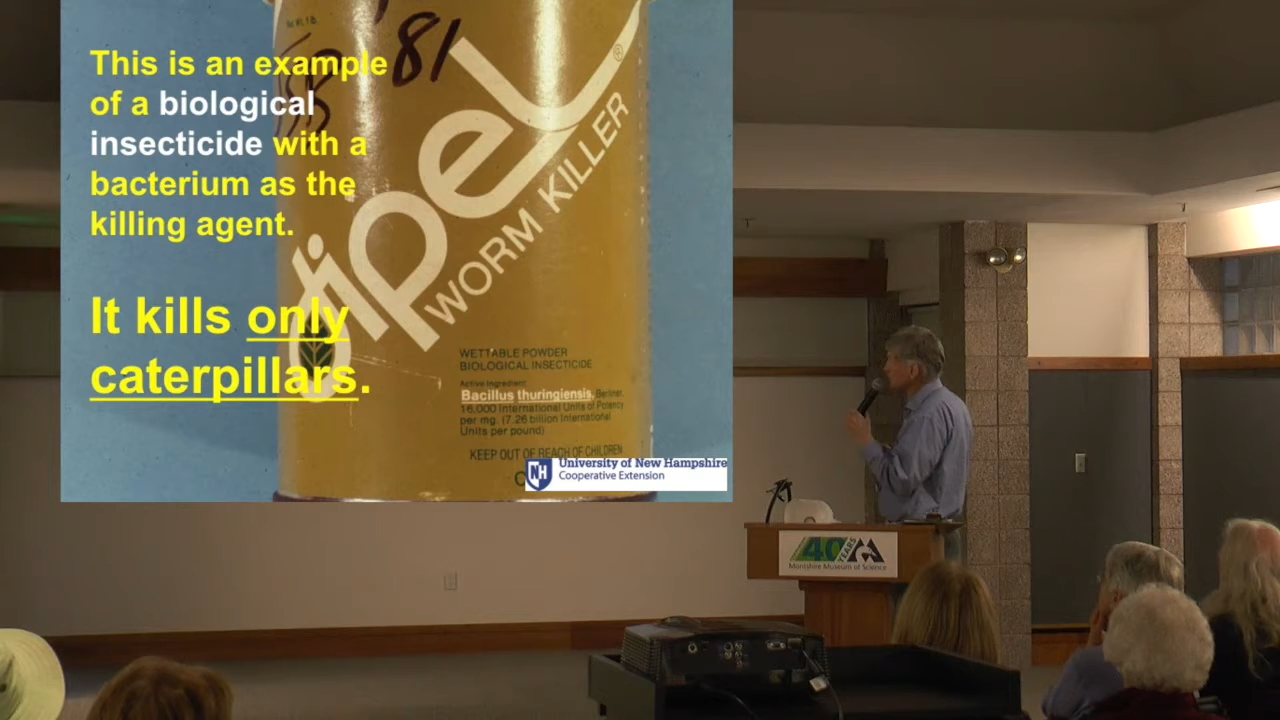 This is an example
of a biological
insecticide with a
bacterium as the
killing agent.
It kills only
caterpillars.
81
Dipel®
WORM KILLER
WETTABLE POWDER
BIOLOGICAL INSECTICIDE
Active Ingredient:
Bacillus thuringiensis, Berliner,
16,000 International Units of Potency
per mg. (7.26 billion International
Units per pound)
KEEP OUT OF REACH OF CHILDREN
NH
University of New Hampshire
Cooperative Extension
40 YEARS
Montshire Museum of Science